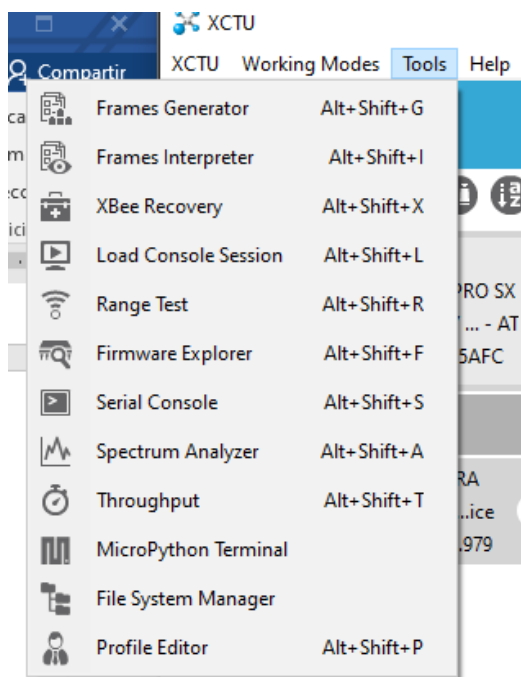 XCTU
Compartir
XCTU Working Modes Tools Help
Frames Generator Alt+Shift+G
Frames Interpreter Alt+Shift+I
XBee Recovery Alt+Shift+X
Load Console Session Alt+Shift+L
Range Test Alt+Shift+R
Firmware Explorer Alt+Shift+F
Serial Console Alt+Shift+S
Spectrum Analyzer Alt+Shift+A
Throughput Alt+Shift+T
MicroPython Terminal
File System Manager
Profile Editor Alt+Shift+P
PRO SX
... - AT
5AFC
RA
...ice
.979